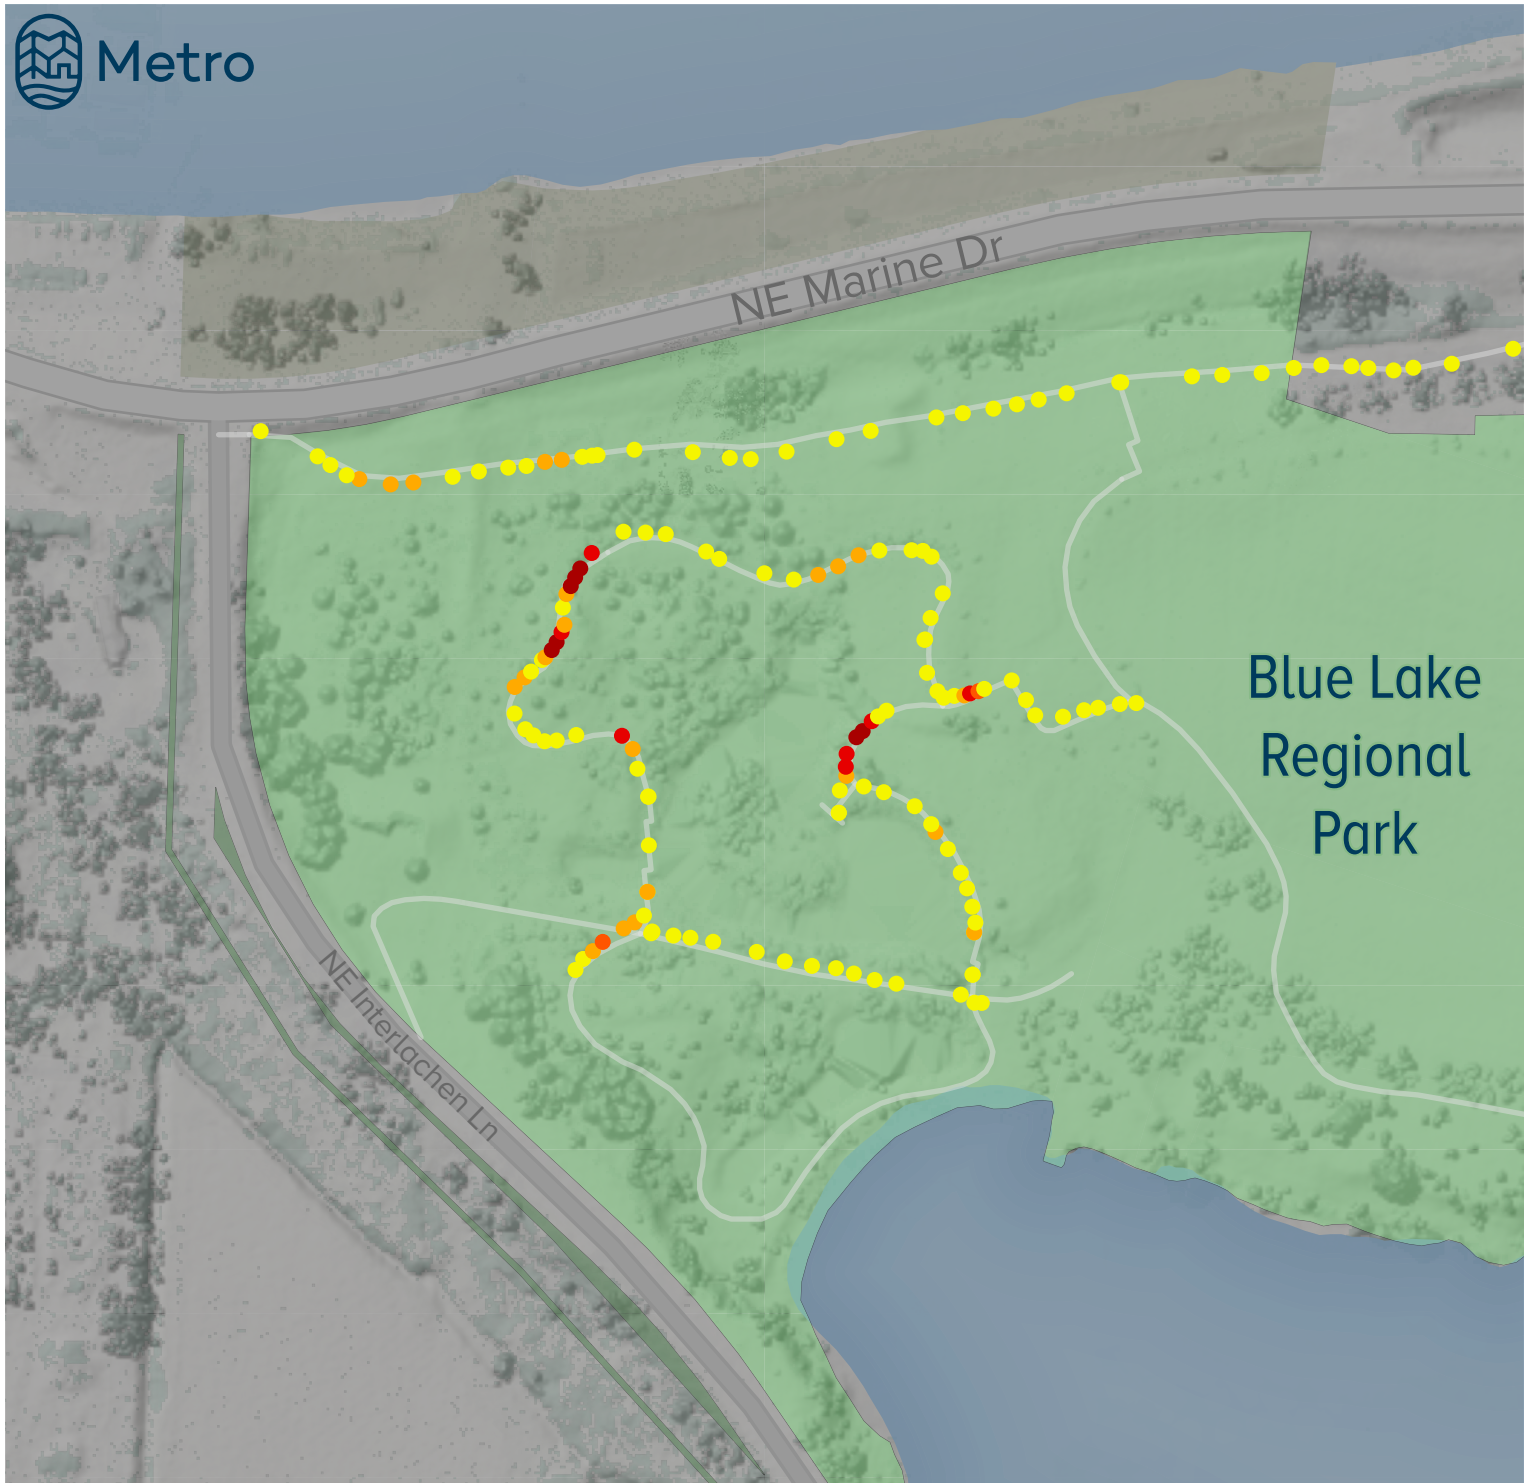 Metro
NE Marine Dr
Blue Lake
Regional
Park
NE Interlachen Ln